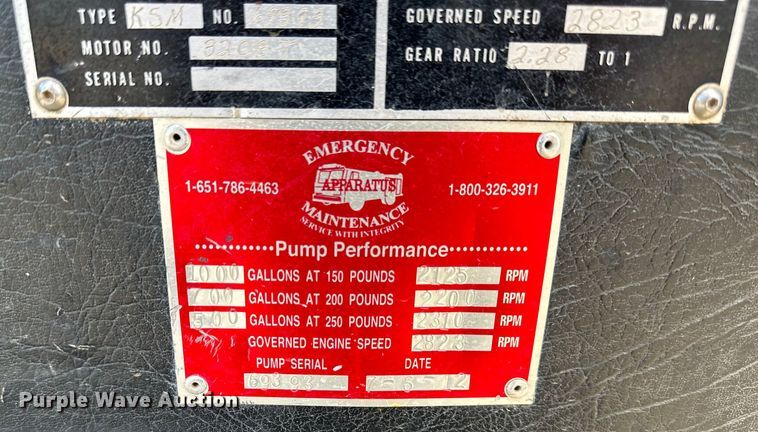 TYPE KSM NO.
GOVERNED SPEED 2823 R.P.M.
MOTOR NO.
GEAR RATIO 2.28 TO 1
SERIAL NO.
EMERGENCY
1-651-786-4463 APPARATUS 1-800-326-3911
MAINTENANCE
SERVICE WITH INTEGRITY
Pump Performance
1000 GALLONS AT 150 POUNDS 2125 RPM
700 GALLONS AT 200 POUNDS 2200 RPM
500 GALLONS AT 250 POUNDS 2310 RPM
GOVERNED ENGINE SPEED 2823 RPM
PUMP SERIAL DATE
Purple Wave Auction